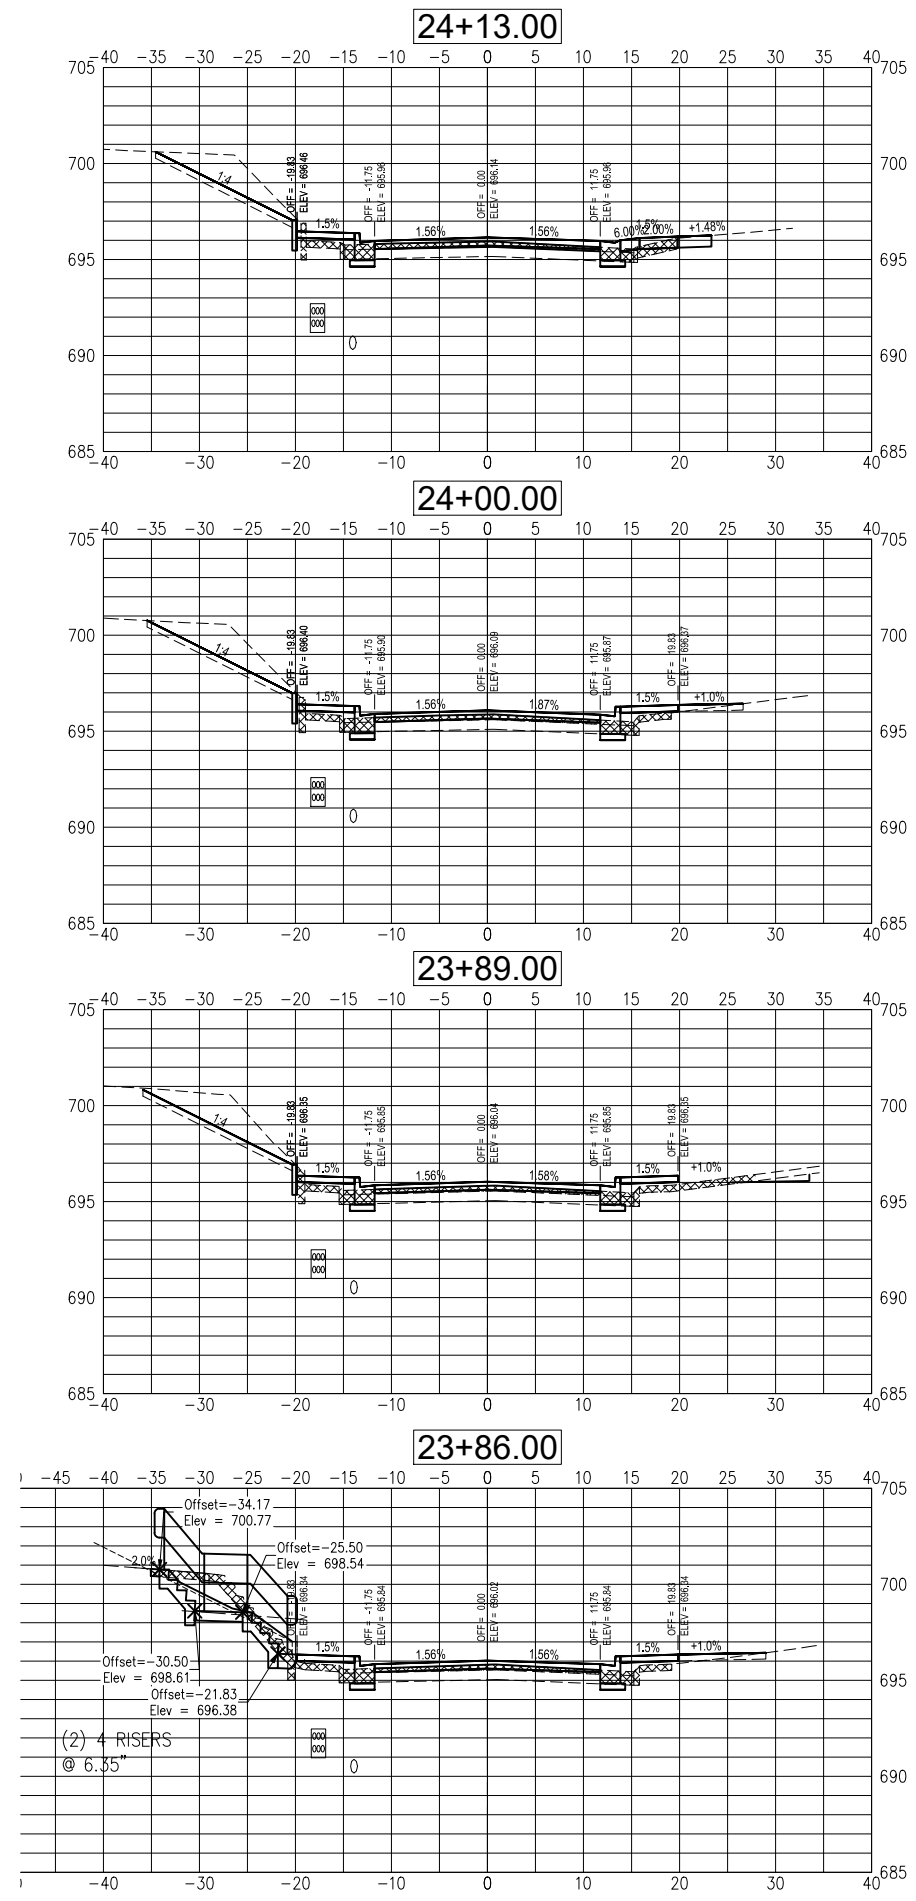 24+13.00
-40 -35 -30 -25 -20 -15 -10 -5 0 5 10 15 20 25 30 35 40
705 705
700 700
695 695
690 690
685 685
1:4
OFF = -19.83
ELEV = 696.46
1.5%
OFF = -11.75
ELEV = 695.96
1.56%
OFF = 0.00
ELEV = 696.14
1.56%
OFF = 11.75
ELEV = 695.96
6.00%
1.5%
2.00%
+1.48%
-40 -30 -20 -10 0 10 20 30 40
24+00.00
-40 -35 -30 -25 -20 -15 -10 -5 0 5 10 15 20 25 30 35 40
705 705
700 700
695 695
690 690
685 685
1:4
OFF = -19.83
ELEV = 696.40
1.5%
OFF = -11.75
ELEV = 695.90
1.56%
OFF = 0.00
ELEV = 696.09
1.87%
OFF = 11.75
ELEV = 695.87
1.5%
OFF = 19.83
ELEV = 696.37
+1.0%
-40 -30 -20 -10 0 10 20 30 40
23+89.00
-40 -35 -30 -25 -20 -15 -10 -5 0 5 10 15 20 25 30 35 40
705 705
700 700
695 695
690 690
685 685
1:4
OFF = -19.83
ELEV = 696.35
1.5%
OFF = -11.75
ELEV = 695.85
1.56%
OFF = 0.00
ELEV = 696.04
1.58%
OFF = 11.75
ELEV = 695.85
1.5%
OFF = 19.83
ELEV = 696.35
+1.0%
-40 -30 -20 -10 0 10 20 30 40
23+86.00
-45 -40 -35 -30 -25 -20 -15 -10 -5 0 5 10 15 20 25 30 35 40
705
700
695
690
685
Offset=-34.17
Elev = 700.77
2.0%
Offset=-25.50
Elev = 698.54
OFF = -19.83
ELEV = 696.34
1.5%
OFF = -11.75
ELEV = 695.84
1.56%
OFF = 0.00
ELEV = 696.02
1.56%
OFF = 11.75
ELEV = 695.84
1.5%
OFF = 19.83
ELEV = 696.34
+1.0%
Offset=-30.50
Elev = 698.61
Offset=-21.83
Elev = 696.38
(2) 4 RISERS
@ 6.35"
-40 -30 -20 -10 0 10 20 30 40